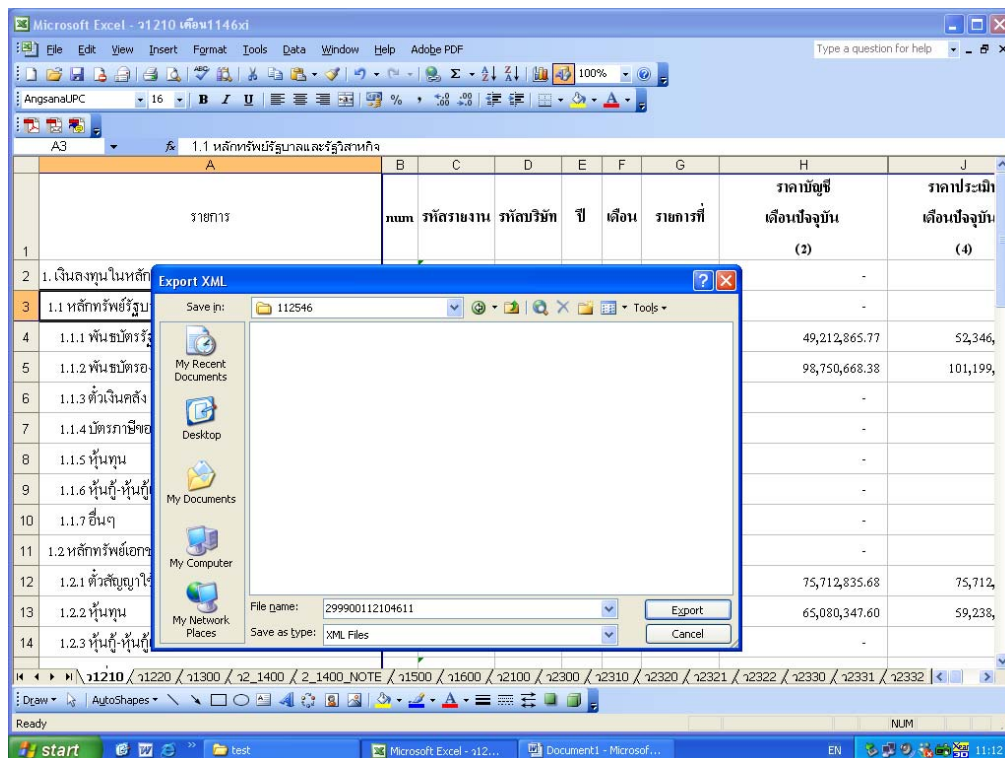 Microsoft Excel - ว1210 เดือน1146xi
File Edit View Insert Format Tools Data Window Help Adobe PDF Type a question for help
100%
AngsanaUPC 16 B I U
A3 fx 1.1 หลักทรัพย์รัฐบาลและรัฐวิสาหกิจ
A B C D E F G H J
1 รายการ num รหัสรายงาน รหัสบริษัท ปี เดือน รายการที่ ราคาบัญชี เดือนปัจจุบัน (2) ราคาประเมิน เดือนปัจจุบัน (4)
2 1. เงินลงทุนในหลัก -
3 1.1 หลักทรัพย์รัฐบา -
4 1.1.1 พันธบัตรรัฐ 49,212,865.77 52,346,
5 1.1.2 พันธบัตรอง 98,750,668.38 101,199,
6 1.1.3 ตั๋วเงินคลัง -
7 1.1.4 บัตรภาษีขอ -
8 1.1.5 หุ้นทุน -
9 1.1.6 หุ้นกู้-หุ้นกู้ -
10 1.1.7 อื่นๆ -
11 1.2 หลักทรัพย์เอกช -
12 1.2.1 ตั๋วสัญญาใช้ 75,712,835.68 75,712,
13 1.2.2 หุ้นทุน 65,080,347.60 59,238,
14 1.2.3 หุ้นกู้-หุ้นกู้ -
Export XML
Save in: 112546 Tools
My Recent Documents
Desktop
My Documents
My Computer
My Network Places
File name: 299900112104611 Export
Save as type: XML Files Cancel
ว1210 / ว1220 / ว1300 / ว2_1400 / 2_1400_NOTE / ว1500 / ว1600 / ว2100 / ว2300 / ว2310 / ว2320 / ว2321 / ว2322 / ว2330 / ว2331 / ว2332
Draw AutoShapes
Ready NUM
start test Microsoft Excel - ว12... Document1 - Microsof... EN 11:12